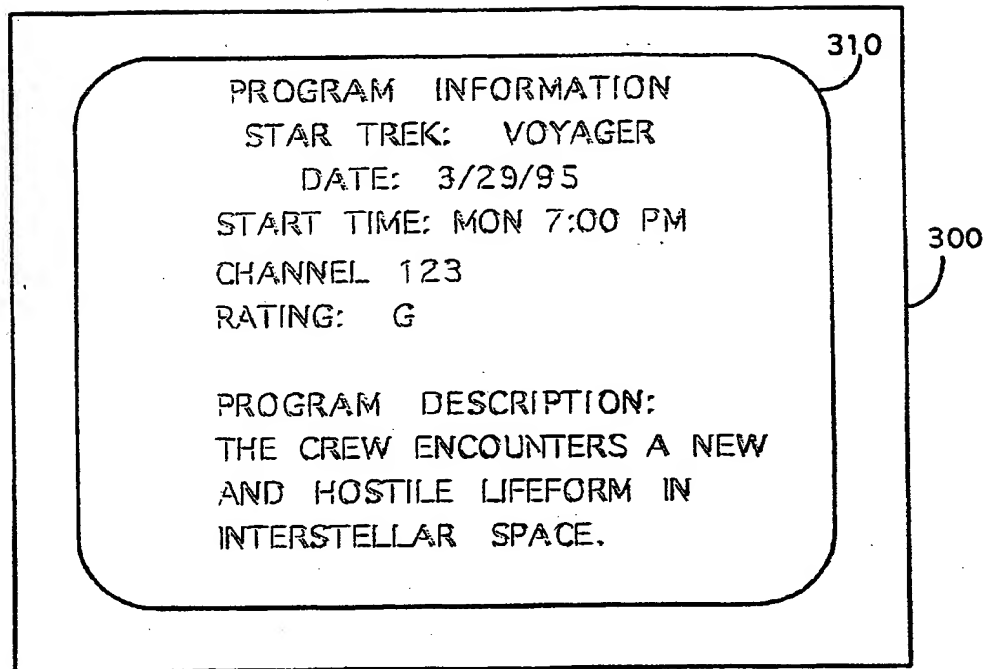 310
PROGRAM INFORMATION
STAR TREK: VOYAGER
DATE: 3/29/95
START TIME: MON 7:00 PM
300
CHANNEL 123
RATING: G
PROGRAM DESCRIPTION:
THE CREW ENCOUNTERS A NEW
AND HOSTILE LIFEFORM IN
INTERSTELLAR SPACE.